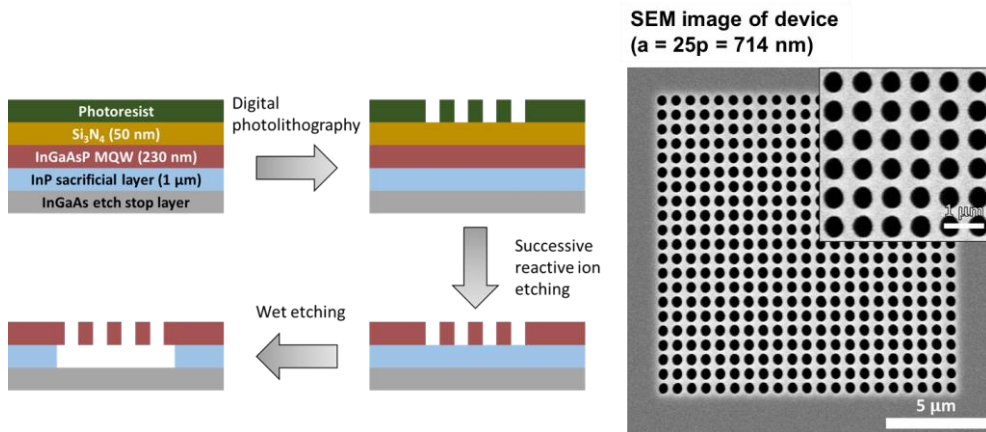 SEM image of device
(a = 25p = 714 nm)
Photoresist
Si₃N₄ (50 nm)
InGaAsP MQW (230 nm)
InP sacrificial layer (1 μm)
InGaAs etch stop layer
Digital
photolithography
Successive
reactive ion
etching
Wet etching
1 μm
5 μm